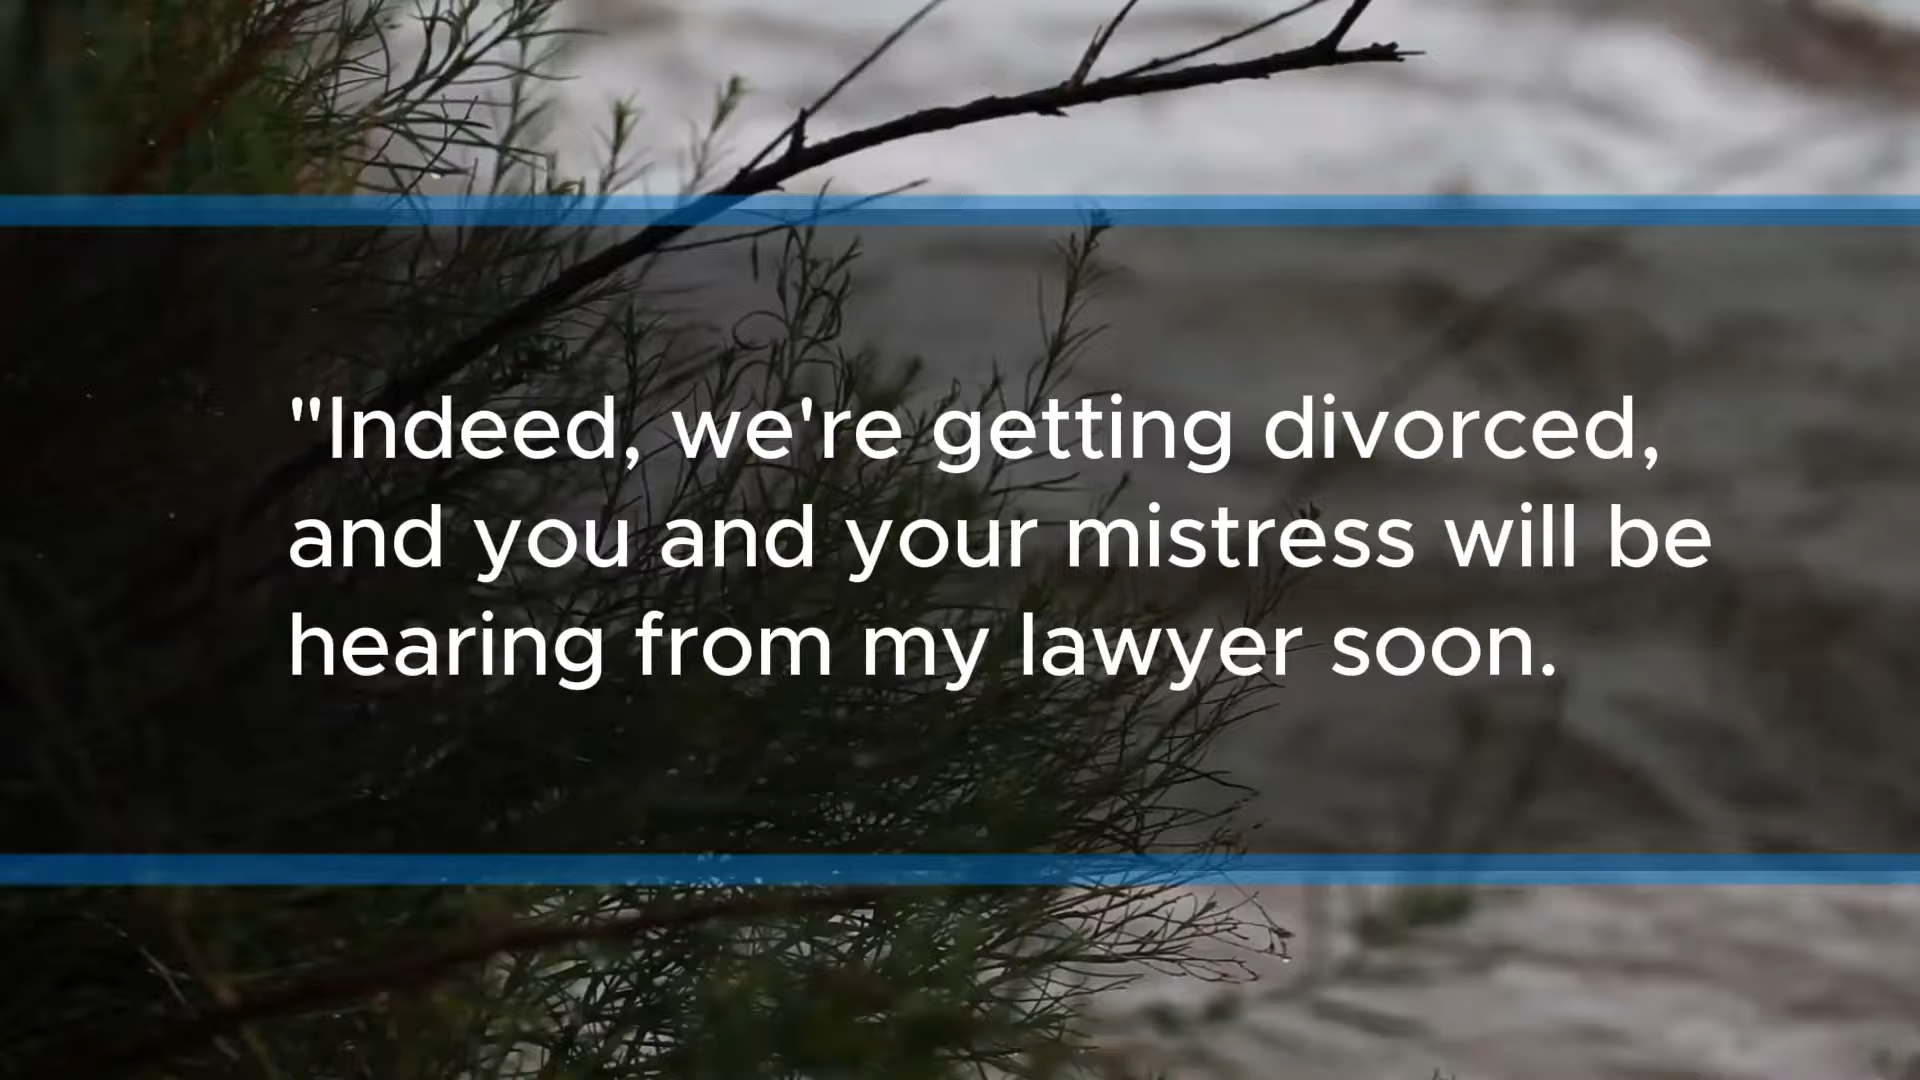 "Indeed, we're getting divorced,
and you and your mistress will be
hearing from my lawyer soon.